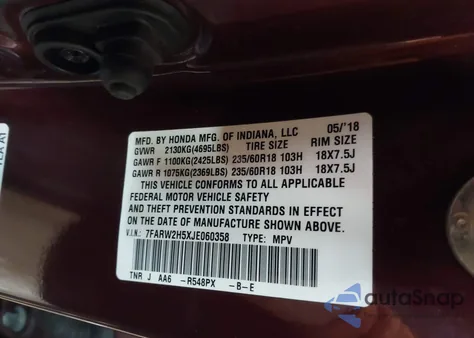 MFD. BY HONDA MFG. OF INDIANA, LLC 05/'18
GVWR 2130KG(4695LBS) TIRE SIZE RIM SIZE
GAWR F 1100KG(2425LBS) 235/60R18 103H 18X7.5J
GAWR R 1075KG(2369LBS) 235/60R18 103H 18X7.5J
THIS VEHICLE CONFORMS TO ALL APPLICABLE
FEDERAL MOTOR VEHICLE SAFETY
AND THEFT PREVENTION STANDARDS IN EFFECT
ON THE DATE OF MANUFACTURE SHOWN ABOVE.
V.I.N.: 7FARW2H5XJE060358 TYPE: MPV
TNR J AA6 -R548PX -B-E
autoSnap